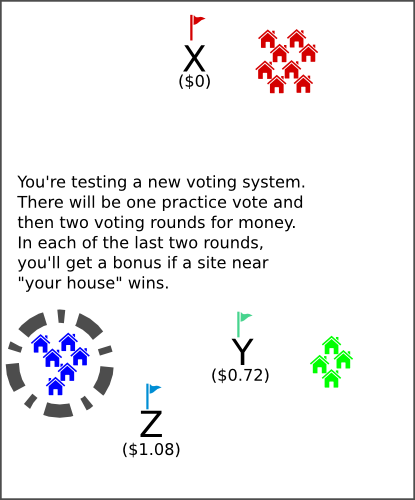 X
($0)
You're testing a new voting system.
There will be one practice vote and
then two voting rounds for money.
In each of the last two rounds,
you'll get a bonus if a site near
"your house" wins.
Y
($0.72)
Z
($1.08)